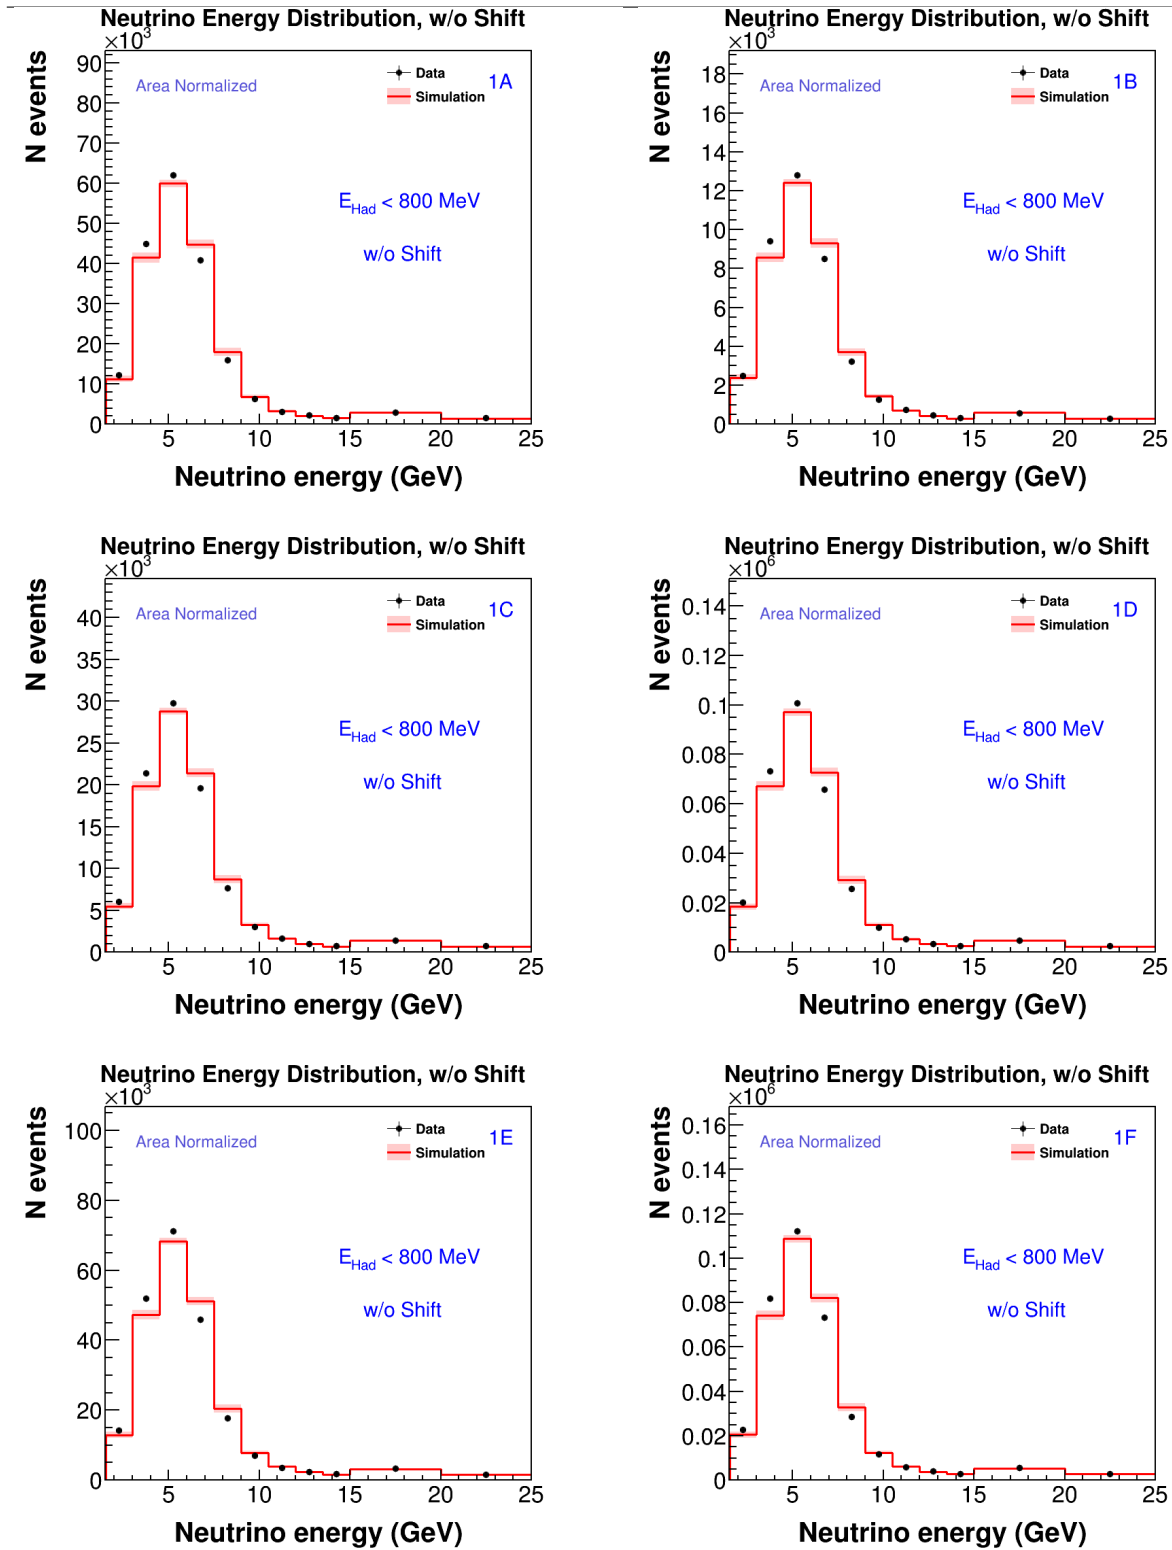 Neutrino Energy Distribution, w/o Shift
×10³
90
80
70
60
50
40
30
20
10
0
N events
Area Normalized
Data
Simulation
1A
E_Had < 800 MeV
w/o Shift
5 10 15 20 25
Neutrino energy (GeV)
Neutrino Energy Distribution, w/o Shift
×10³
18
16
14
12
10
8
6
4
2
0
N events
Area Normalized
Data
Simulation
1B
E_Had < 800 MeV
w/o Shift
5 10 15 20 25
Neutrino energy (GeV)
Neutrino Energy Distribution, w/o Shift
×10³
40
35
30
25
20
15
10
5
0
N events
Area Normalized
Data
Simulation
1C
E_Had < 800 MeV
w/o Shift
5 10 15 20 25
Neutrino energy (GeV)
Neutrino Energy Distribution, w/o Shift
×10⁶
0.14
0.12
0.1
0.08
0.06
0.04
0.02
0
N events
Area Normalized
Data
Simulation
1D
E_Had < 800 MeV
w/o Shift
5 10 15 20 25
Neutrino energy (GeV)
Neutrino Energy Distribution, w/o Shift
×10³
100
80
60
40
20
0
N events
Area Normalized
Data
Simulation
1E
E_Had < 800 MeV
w/o Shift
5 10 15 20 25
Neutrino energy (GeV)
Neutrino Energy Distribution, w/o Shift
×10⁶
0.16
0.14
0.12
0.1
0.08
0.06
0.04
0.02
0
N events
Area Normalized
Data
Simulation
1F
E_Had < 800 MeV
w/o Shift
5 10 15 20 25
Neutrino energy (GeV)